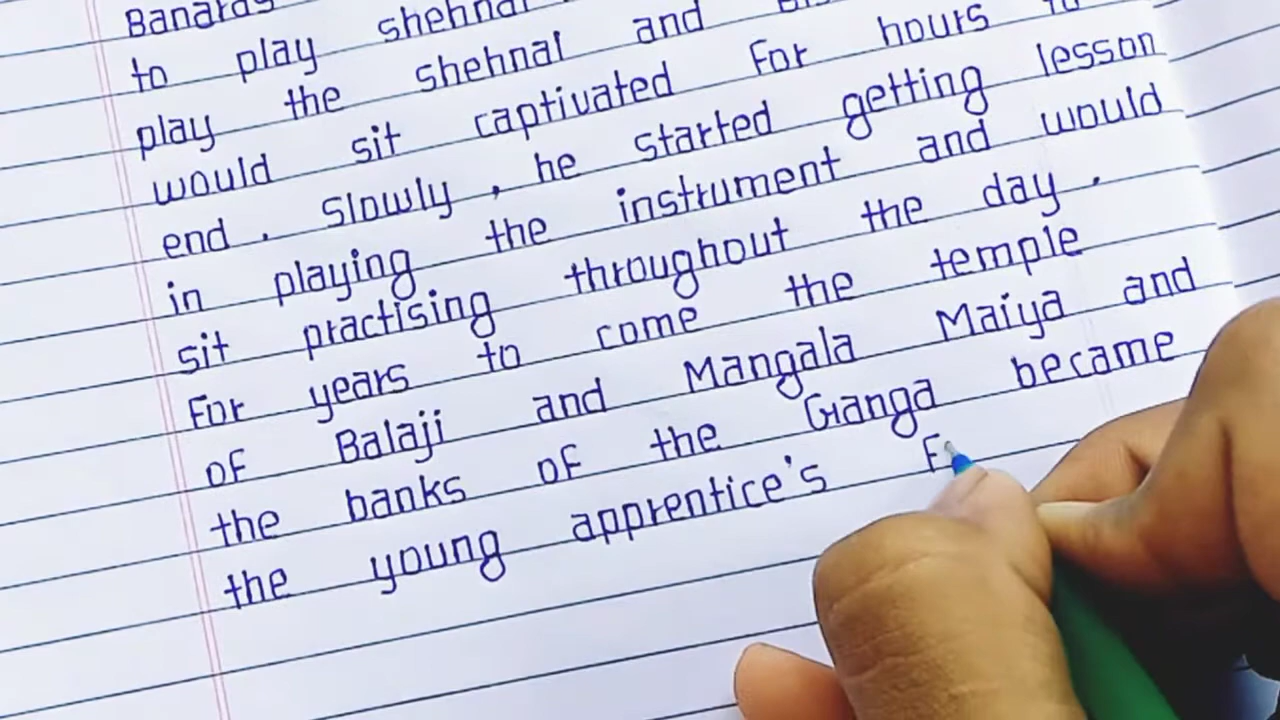 Banaras
to play shehnai
play the shehnai and
would sit captivated For hours to
end . Slowly , he started getting lesson
in playing the instrument and would
sit practising throughout the day .
For years to come the temple
of Balaji and Mangala Maiya and
the banks of the Ganga became
the young apprentice's F